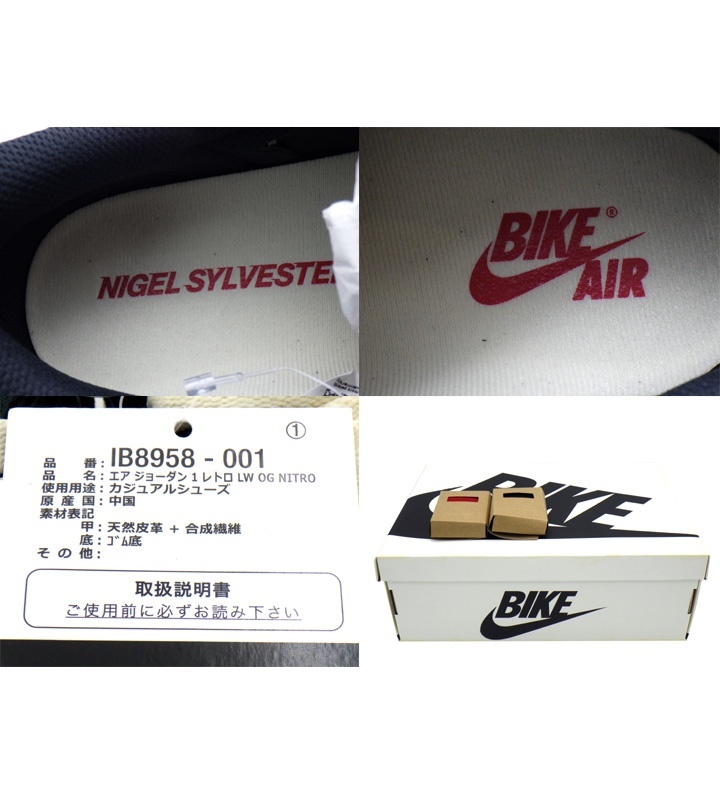 NIGEL SYLVESTE
BIKE®
AIR
①
品 番 : IB8958 - 001
品 名 : エア ジョーダン 1 レトロ LW OG NITRO
使用用途 : カジュアルシューズ
原 産 国 : 中国
素材表記
甲 : 天然皮革 + 合成繊維
底 : ゴム底
そ の 他 :
取扱説明書
ご使用前に必ずお読み下さい
BIKE
BIKE